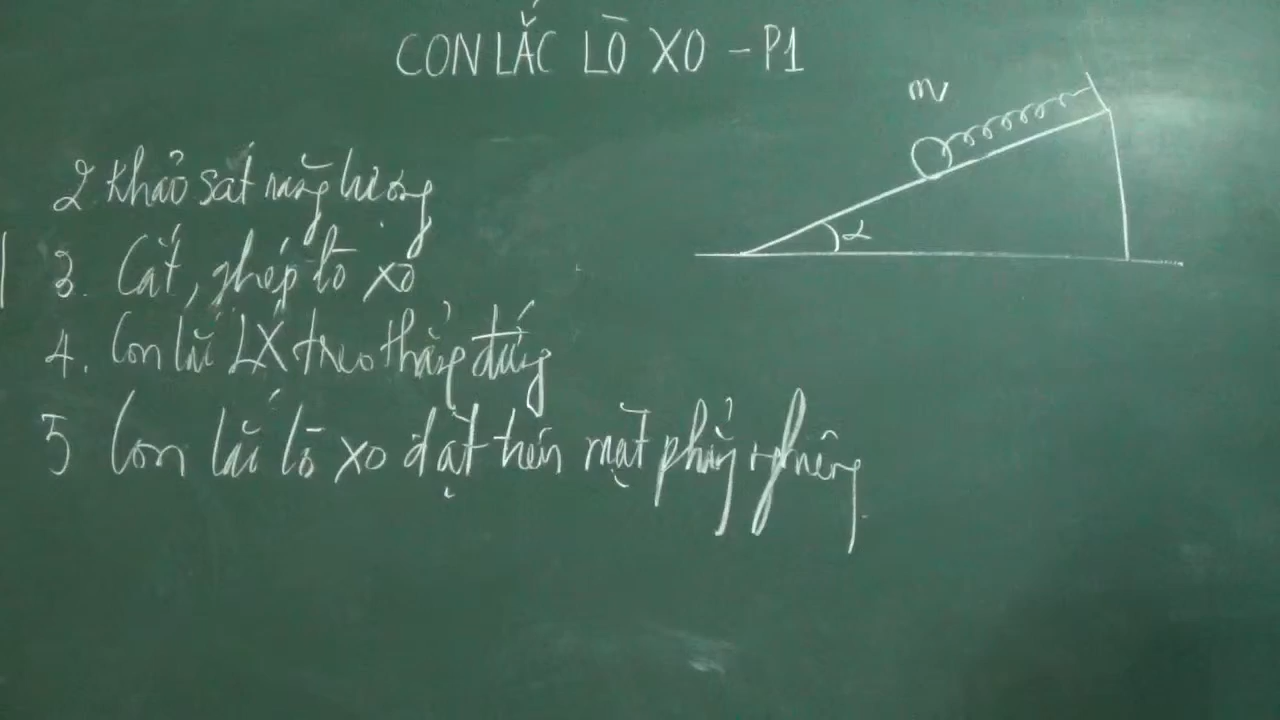 CON LẮC LÒ XO - P1
m
2 Khảo sát năng lượng
α
3. Cắt, ghép lò xo
4. Con lắc LX treo thẳng đứng
5 Con lắc lò xo đặt trên mặt phẳng nghiêng